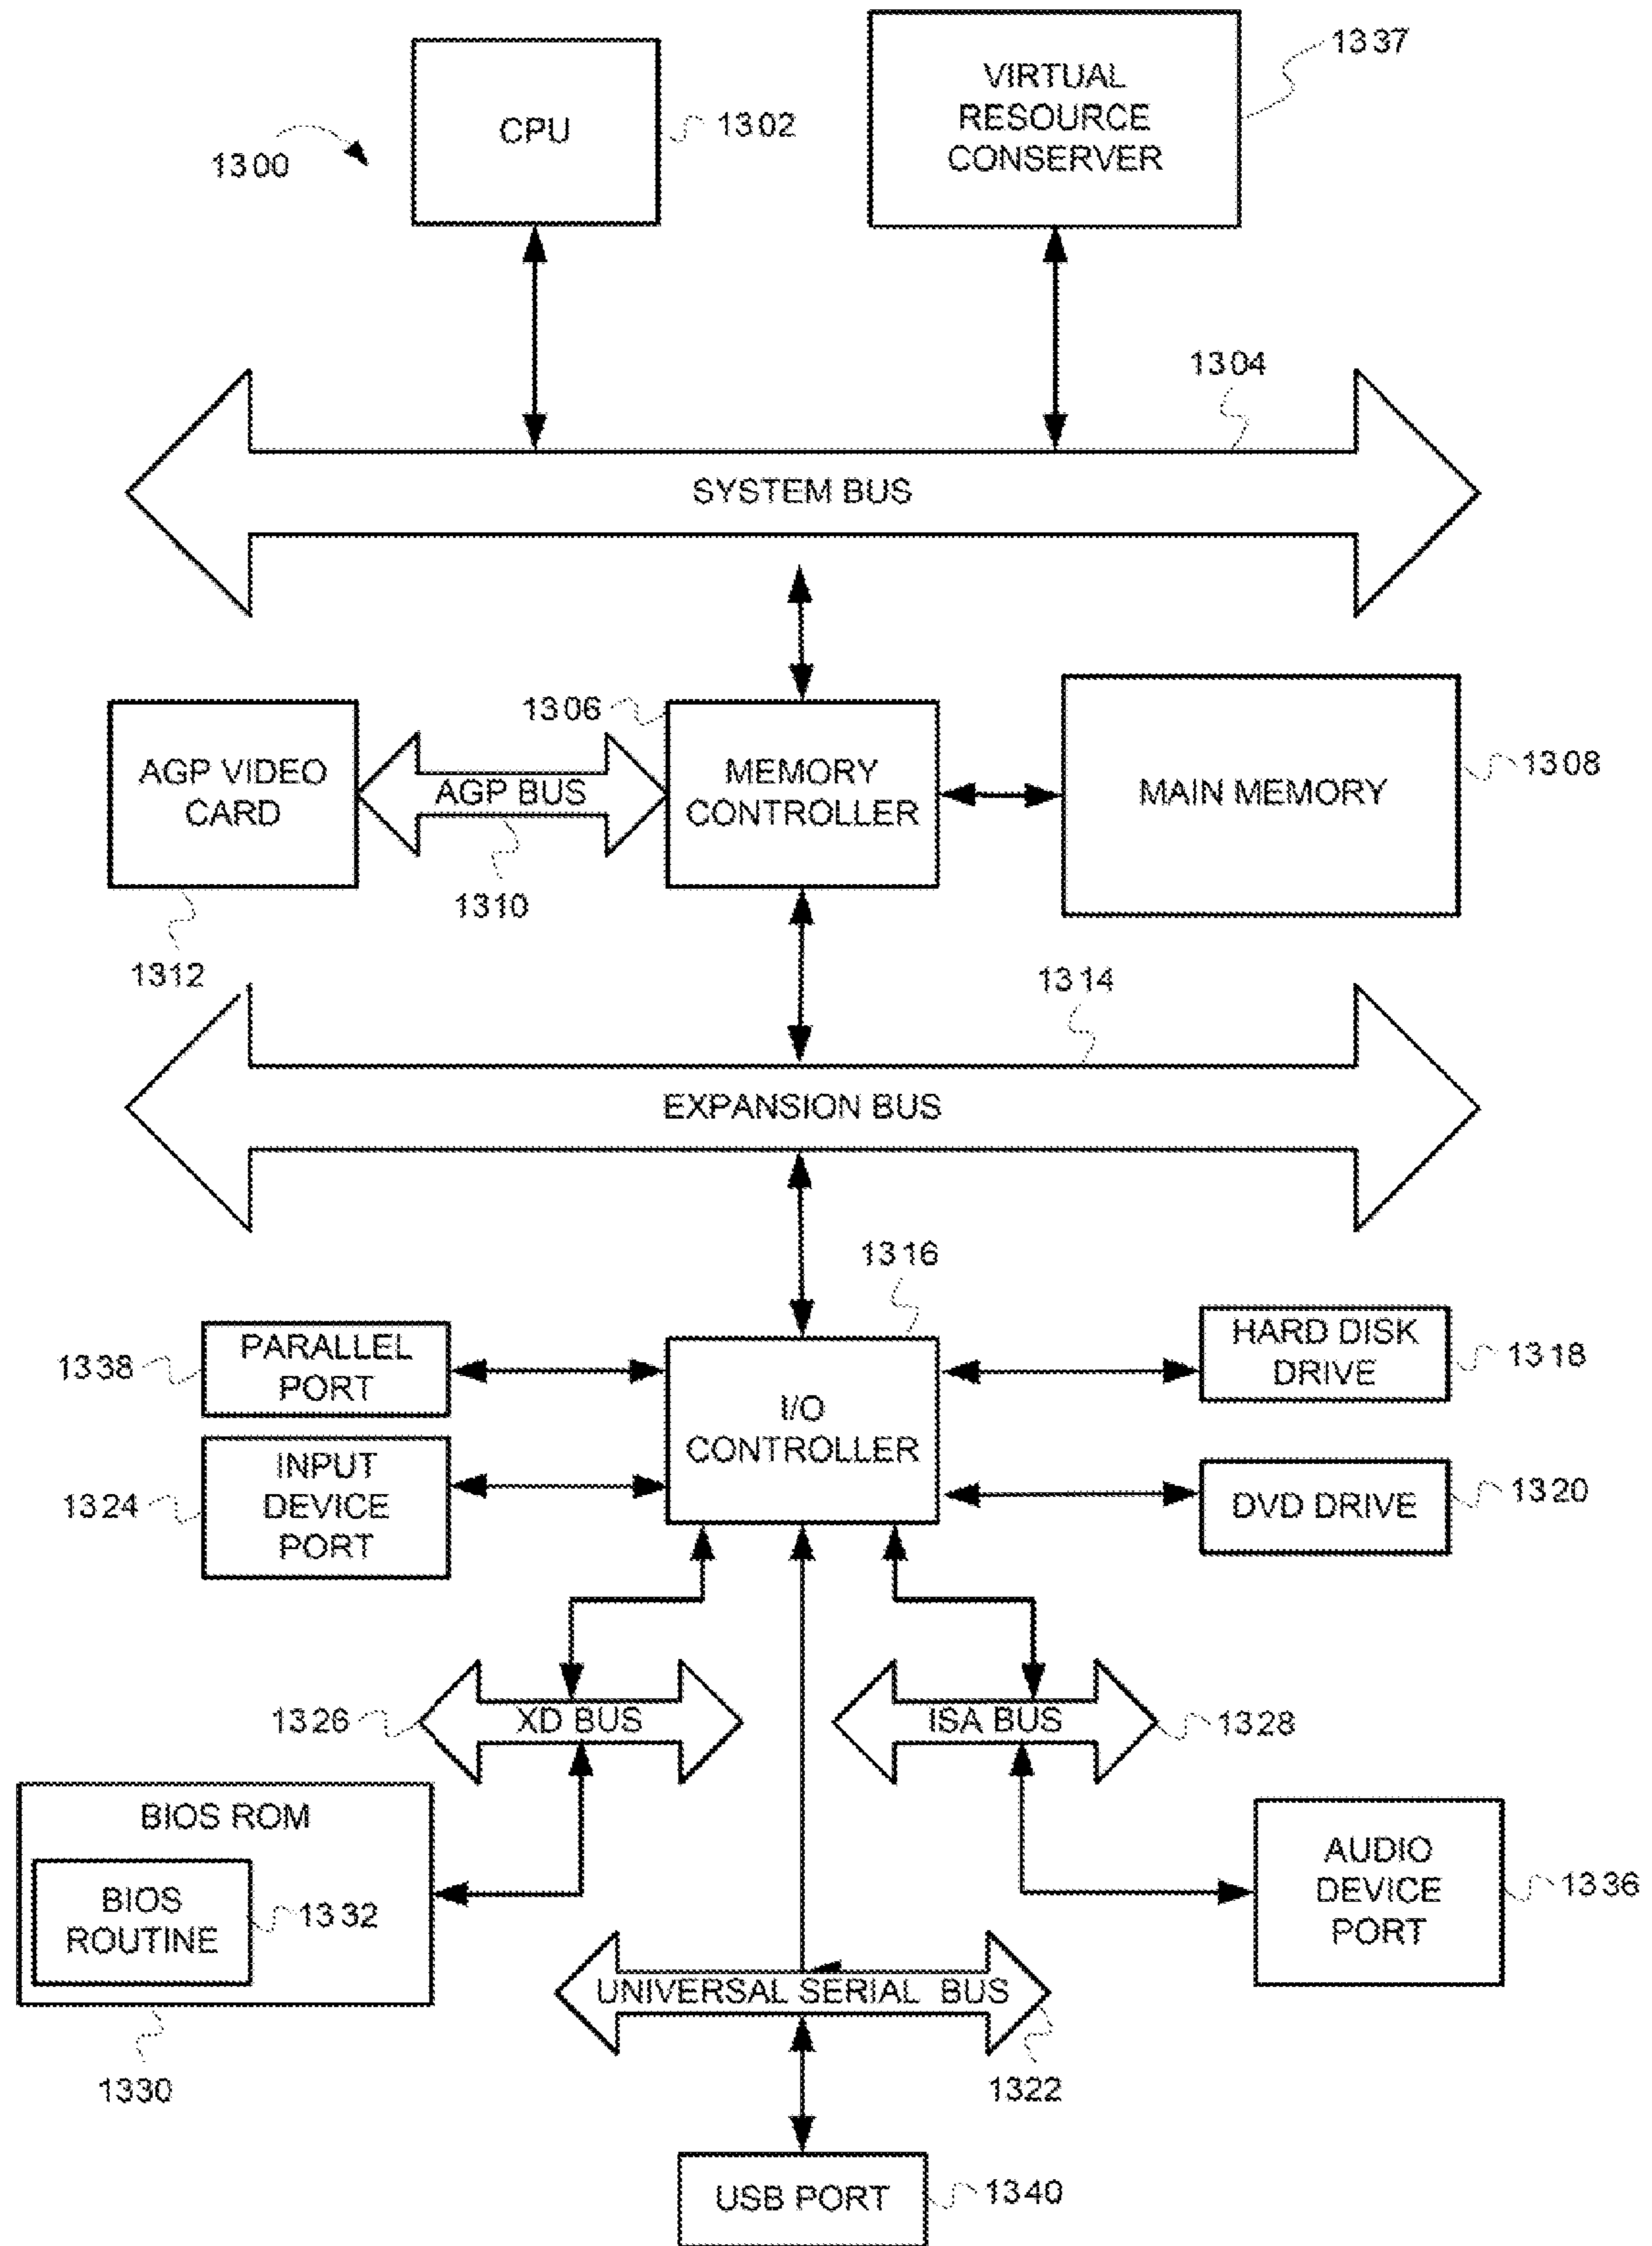 1337
VIRTUAL
RESOURCE
CONSERVER
CPU
1302
1300
1304
SYSTEM BUS
1306
AGP VIDEO
CARD
AGP BUS
MEMORY
CONTROLLER
MAIN MEMORY
1308
1310
1312
1314
EXPANSION BUS
1316
PARALLEL
PORT
1338
HARD DISK
DRIVE
1318
I/O
CONTROLLER
INPUT
DEVICE
PORT
1324
DVD DRIVE
1320
1326
XD BUS
ISA BUS
1328
BIOS ROM
BIOS
ROUTINE
1332
AUDIO
DEVICE
PORT
1336
UNIVERSAL SERIAL BUS
1330
1322
USB PORT
1340